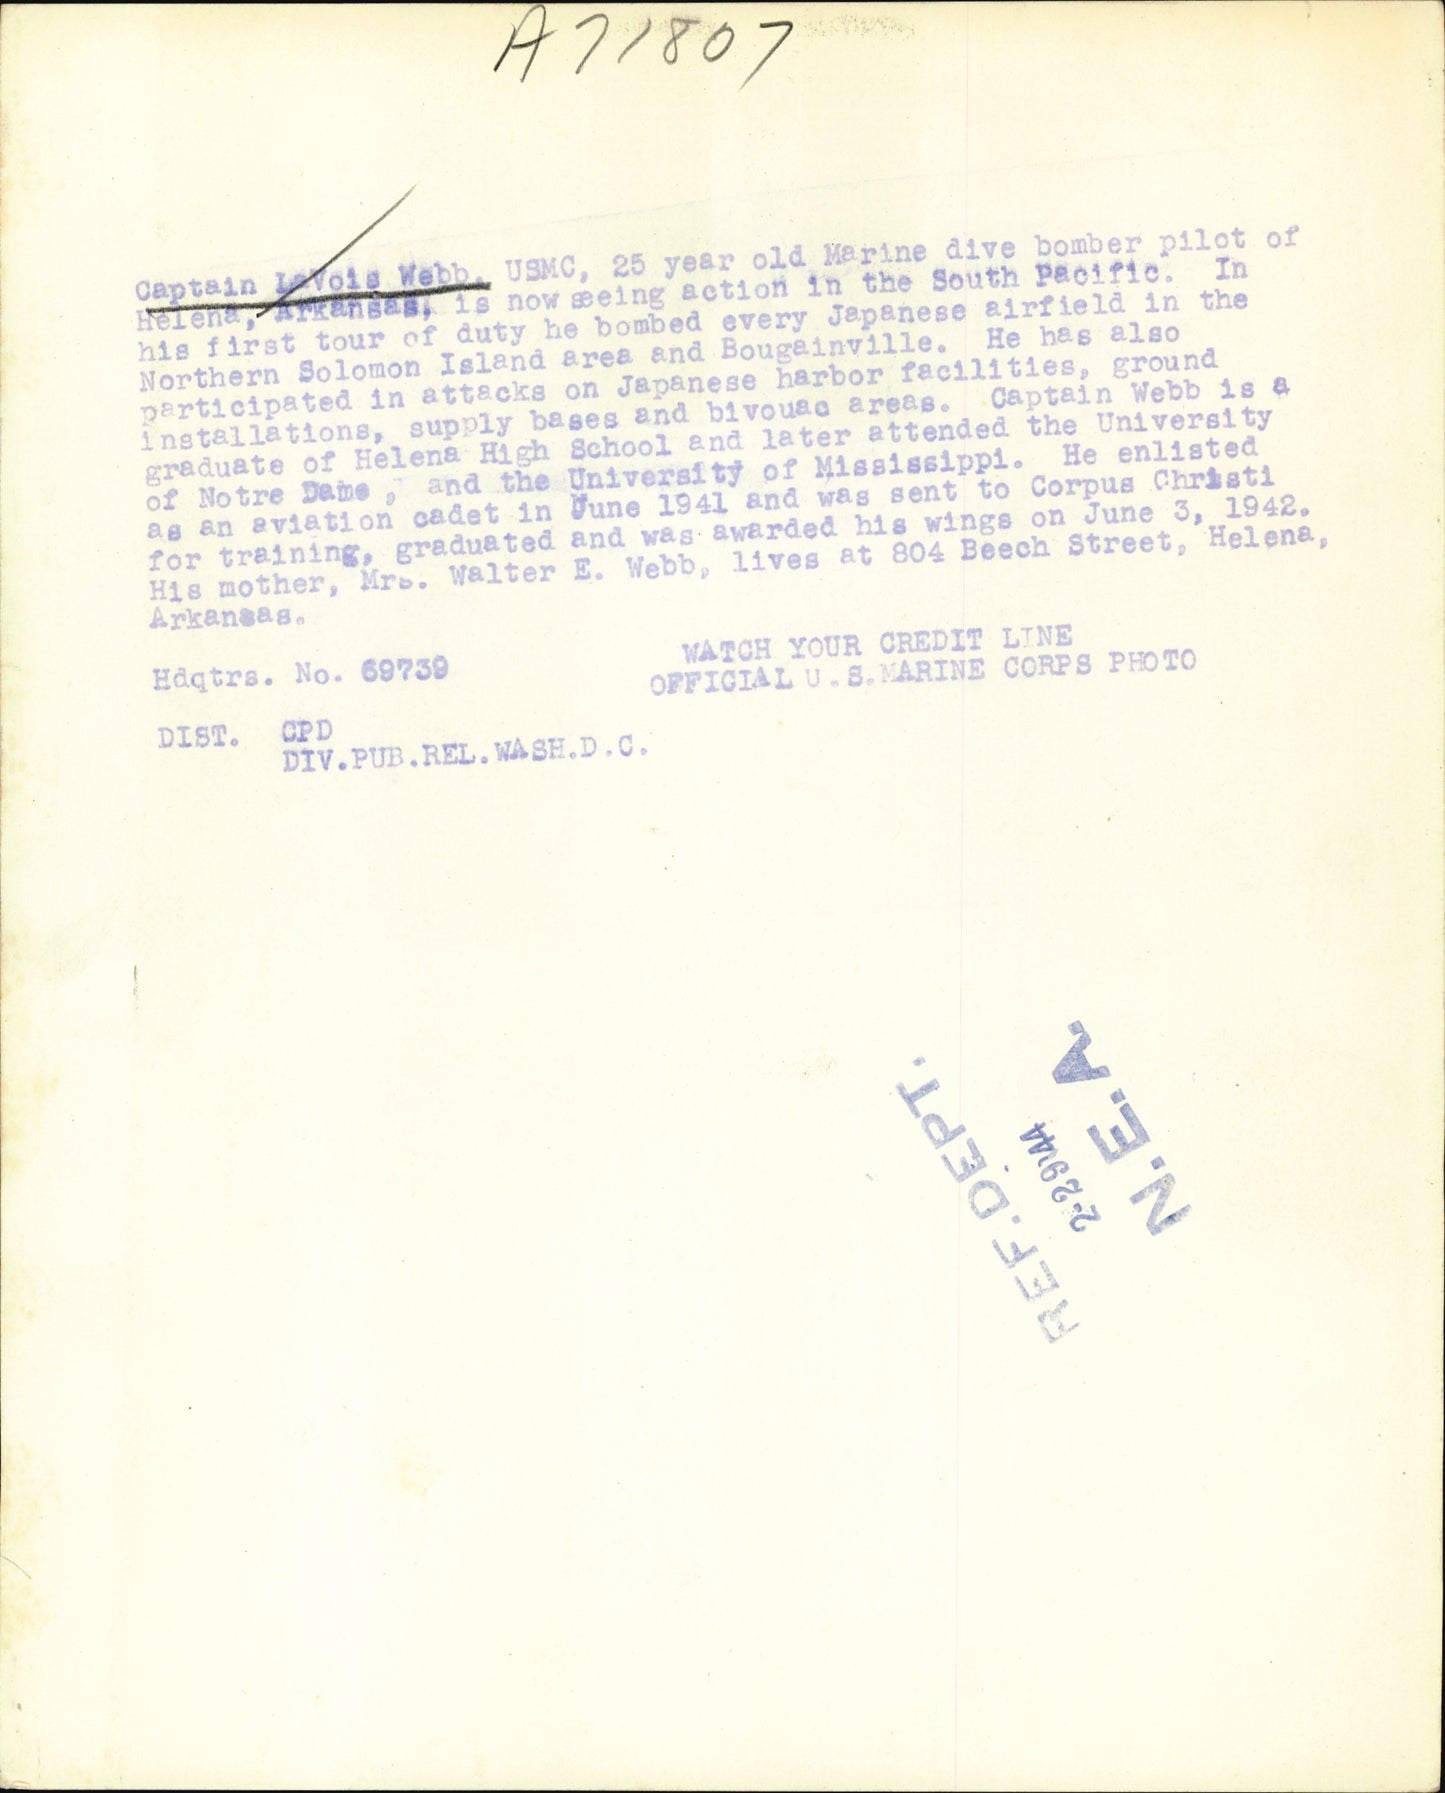 A71807
Captain LaVois Webb, USMC, 25 year old Marine dive bomber pilot of
Helena, Arkansas, is now seeing action in the South Pacific. In
his first tour of duty he bombed every Japanese airfield in the
Northern Solomon Island area and Bougainville. He has also
participated in attacks on Japanese harbor facilities, ground
installations, supply bases and bivouac areas. Captain Webb is a
graduate of Helena High School and later attended the University
of Notre Dame , and the University of Mississippi. He enlisted
as an aviation cadet in June 1941 and was sent to Corpus Christi
for training, graduated and was awarded his wings on June 3, 1942.
His mother, Mrs. Walter E. Webb, lives at 804 Beech Street, Helena,
Arkansas.
Hdqtrs. No. 69739
WATCH YOUR CREDIT LINE
OFFICIAL U.S.MARINE CORPS PHOTO
DIST. CPD
DIV.PUB.REL.WASH.D.C.
REF. DEPT.
2-29-44
N.E.A.